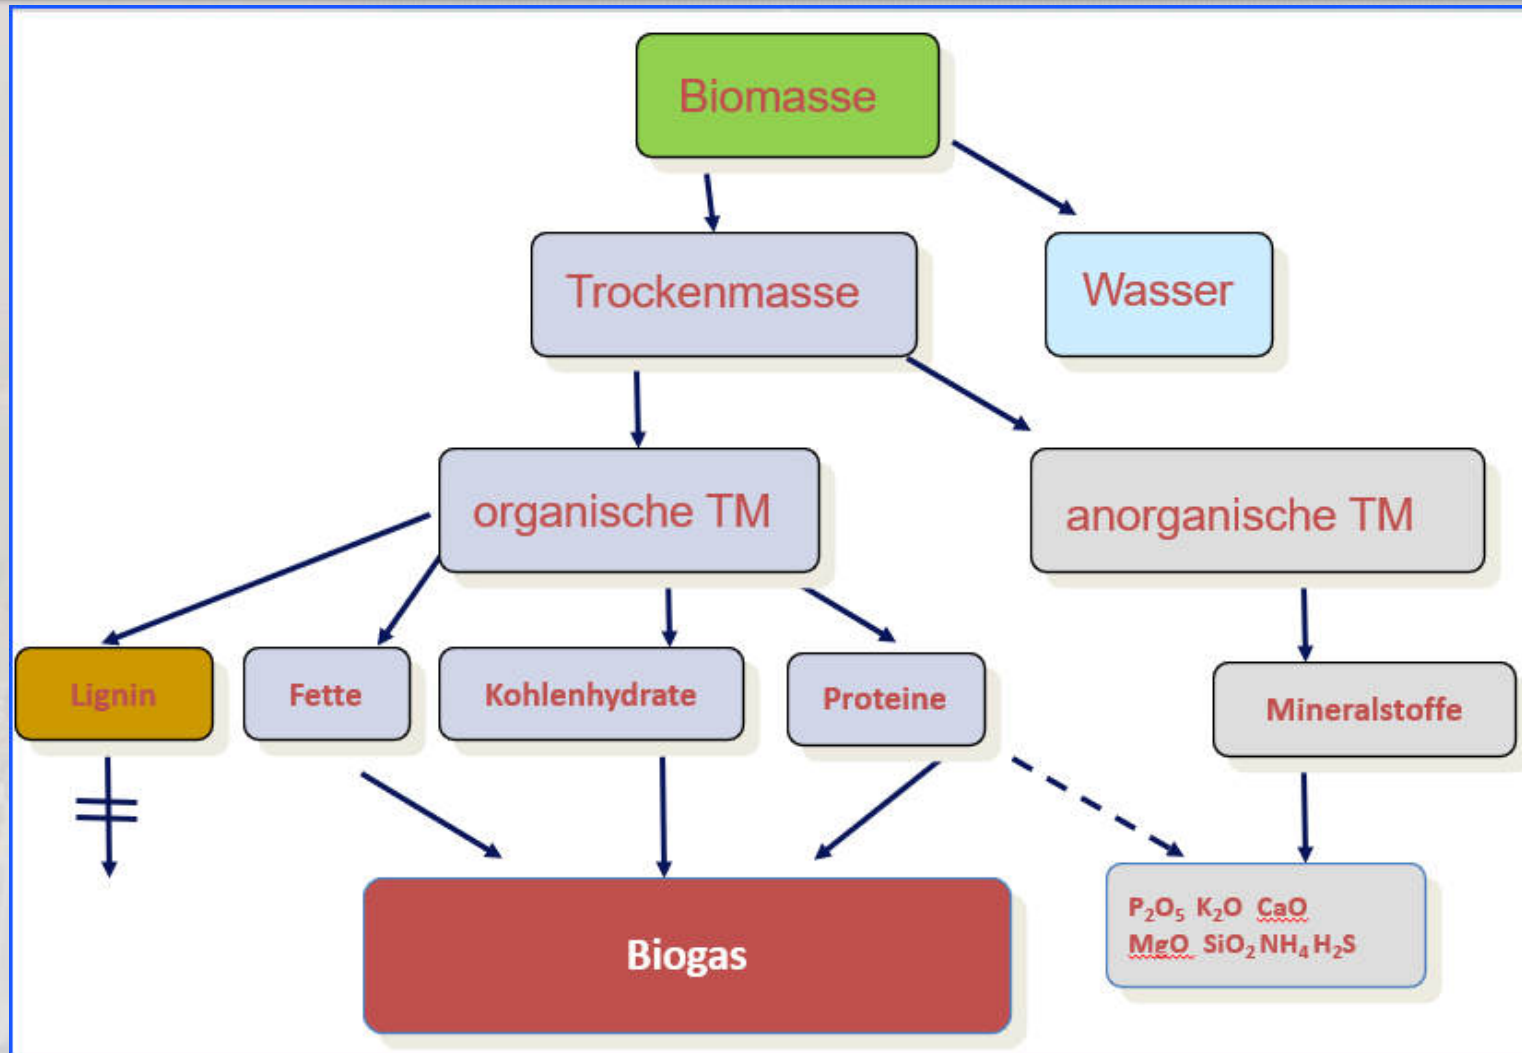 Biomasse
Trockenmasse
Wasser
organische TM
anorganische TM
Lignin
Fette
Kohlenhydrate
Proteine
Mineralstoffe
Biogas
P₂O₅ K₂O CaO
MgO SiO₂ NH₄ H₂S